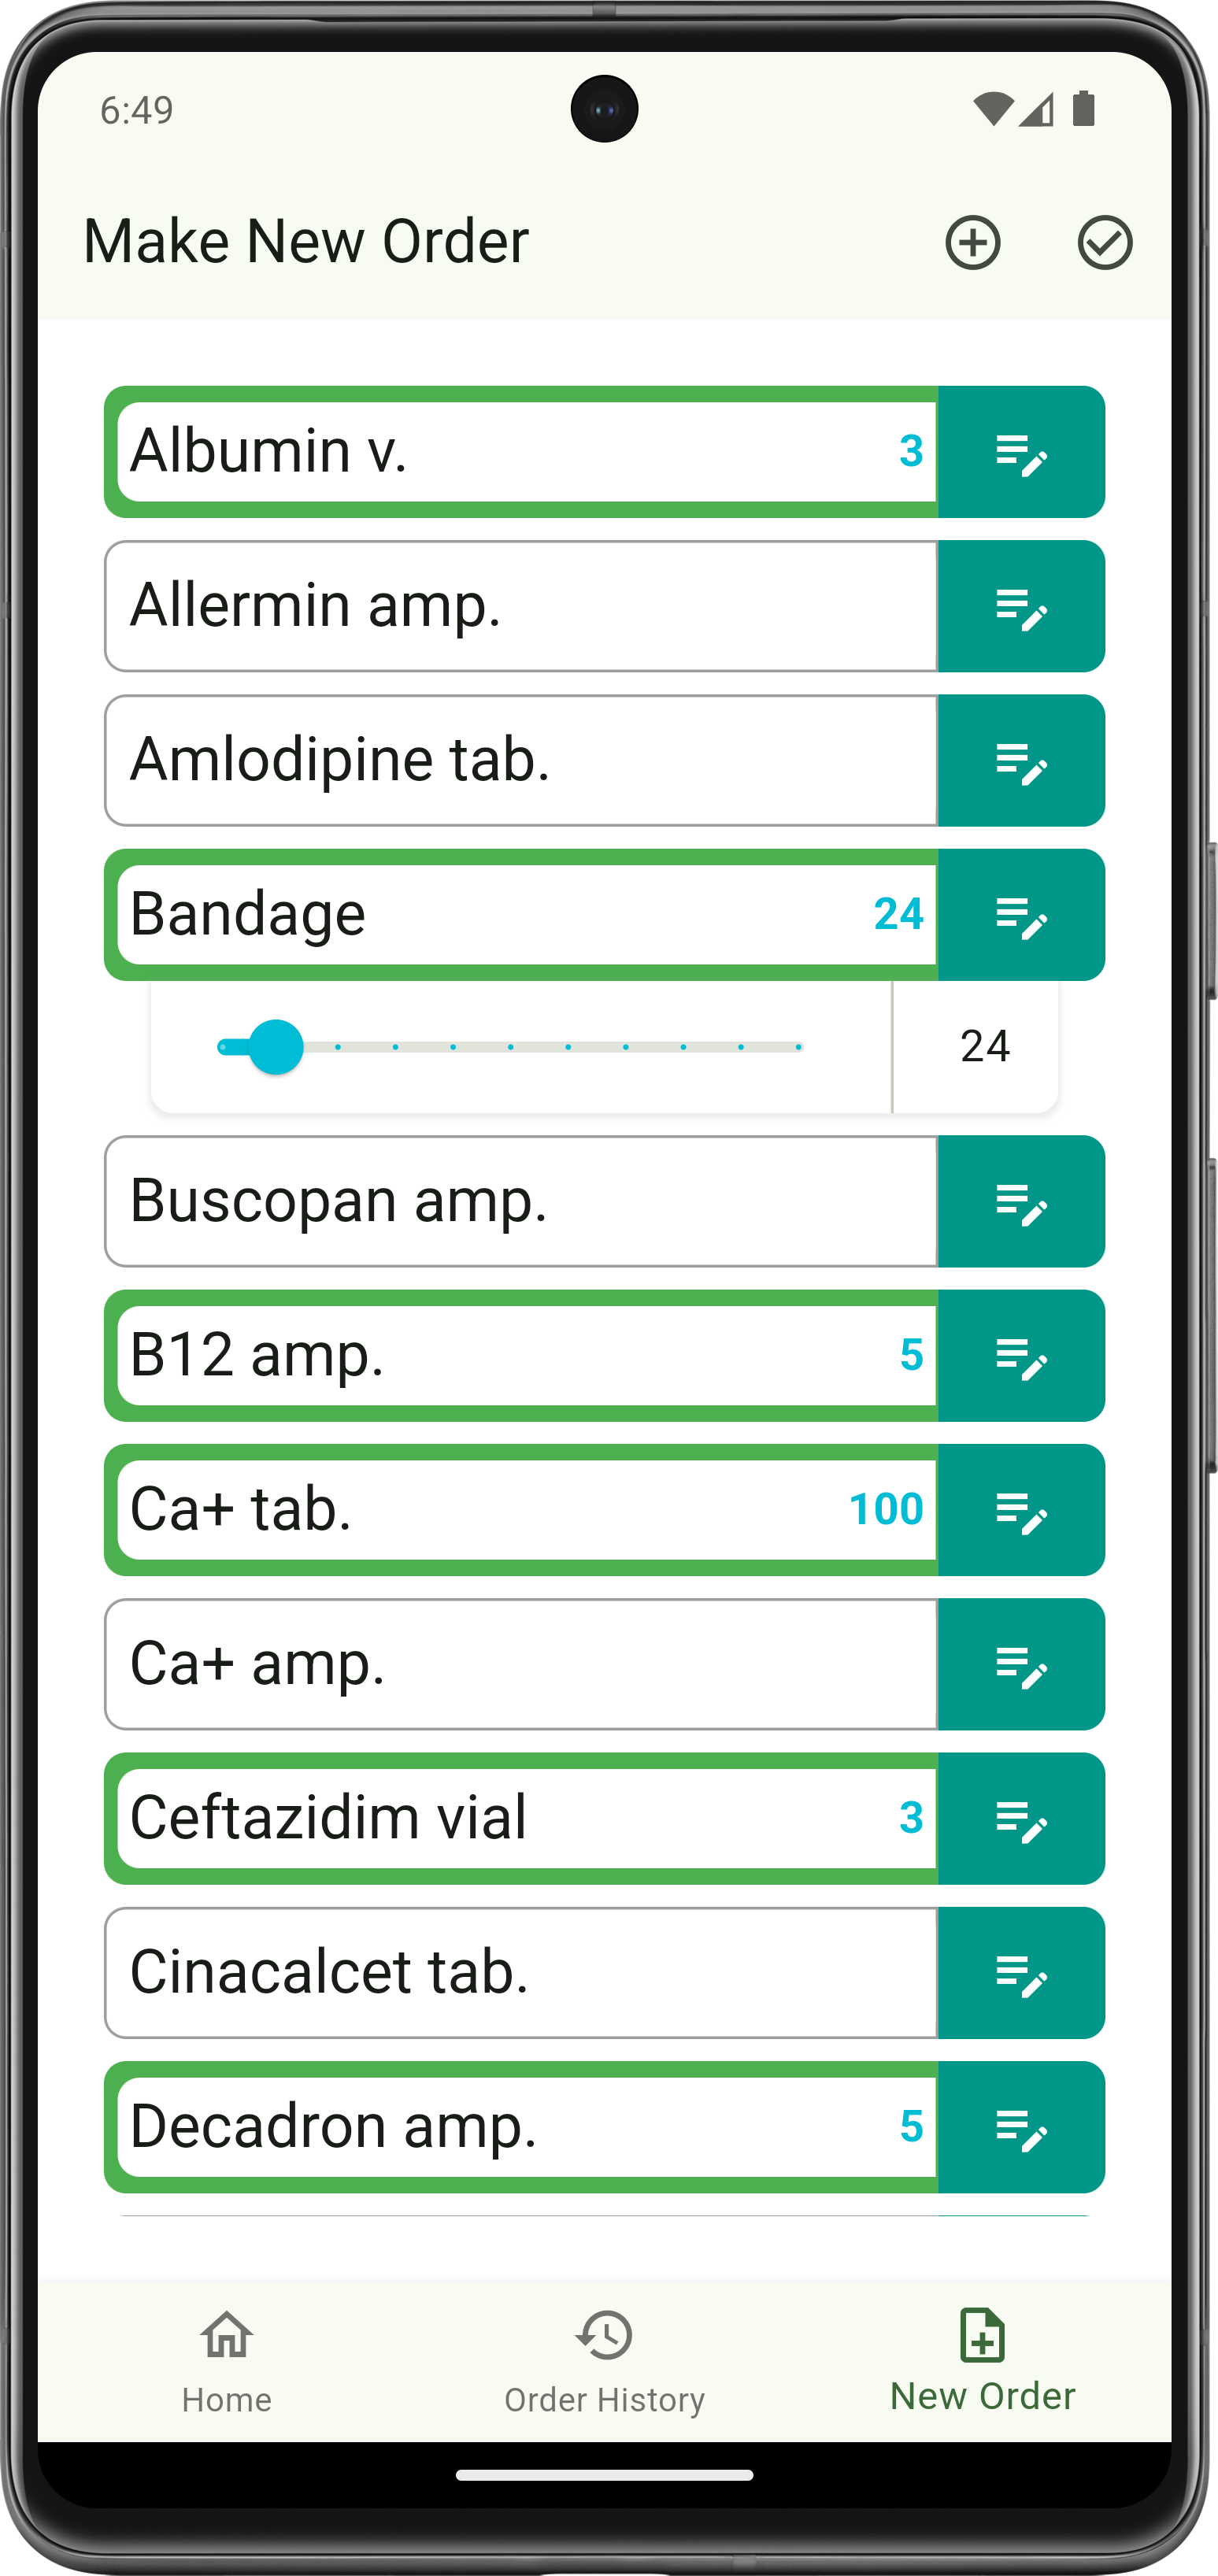 6:49
Make New Order
Albumin v. 3
Allermin amp.
Amlodipine tab.
Bandage 24
24
Buscopan amp.
B12 amp. 5
Ca+ tab. 100
Ca+ amp.
Ceftazidim vial 3
Cinacalcet tab.
Decadron amp. 5
Home Order History New Order